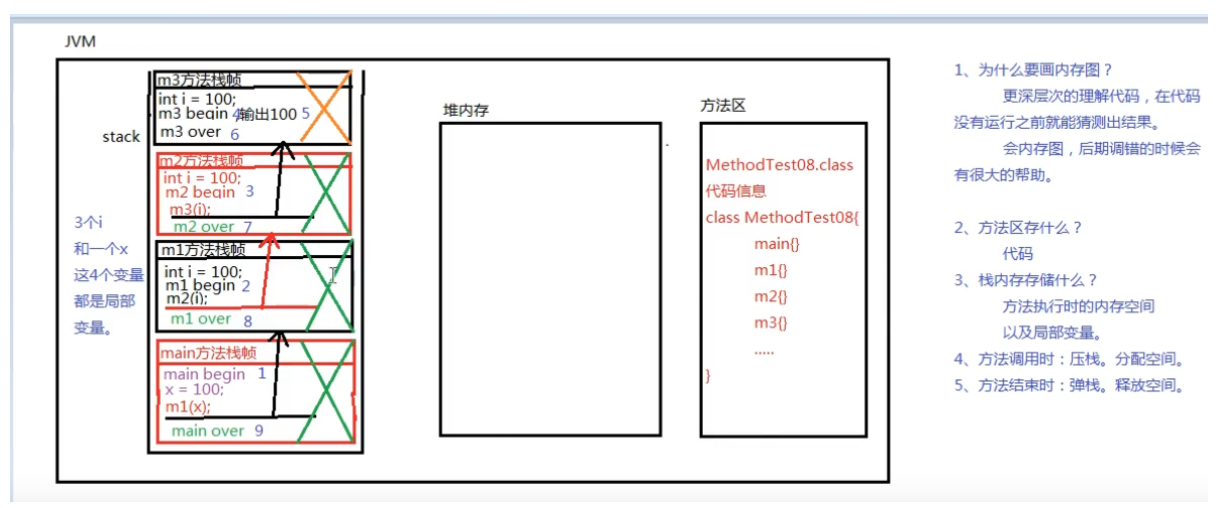 JVM
stack
m3方法栈帧
int i = 100;
m3 begin 4输出100 5
m3 over 6
m2方法栈帧
int i = 100;
m2 begin 3
m3(i);
m2 over 7
m1方法栈帧
int i = 100;
m1 begin 2
m2(i);
m1 over 8
main方法栈帧
main begin 1
x = 100;
m1(x);
main over 9
3个i
和一个x
这4个变量
都是局部
变量。
堆内存
方法区
MethodTest08.class
代码信息
class MethodTest08{
main{}
m1{}
m2{}
m3{}
.....
}
1、为什么要画内存图？
更深层次的理解代码，在代码
没有运行之前就能猜测出结果。
会内存图，后期调错的时候会
有很大的帮助。
2、方法区存什么？
代码
3、栈内存存储什么？
方法执行时的内存空间
以及局部变量。
4、方法调用时：压栈。分配空间。
5、方法结束时：弹栈。释放空间。